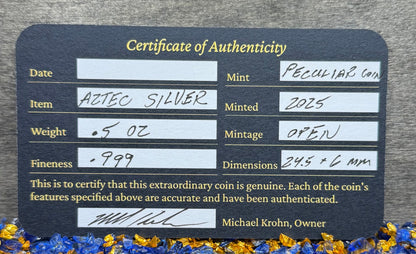 Certificate of Authenticity
Date
Mint PECULIAR COIN
Item AZTEC SILVER
Minted 2025
Weight .5 OZ
Mintage OPEN
Fineness .999
Dimensions 24.5 + 6 MM
This is to certify that this extraordinary coin is genuine. Each of the coin's
features specified above are accurate and have been authenticated.
Michael Krohn, Owner